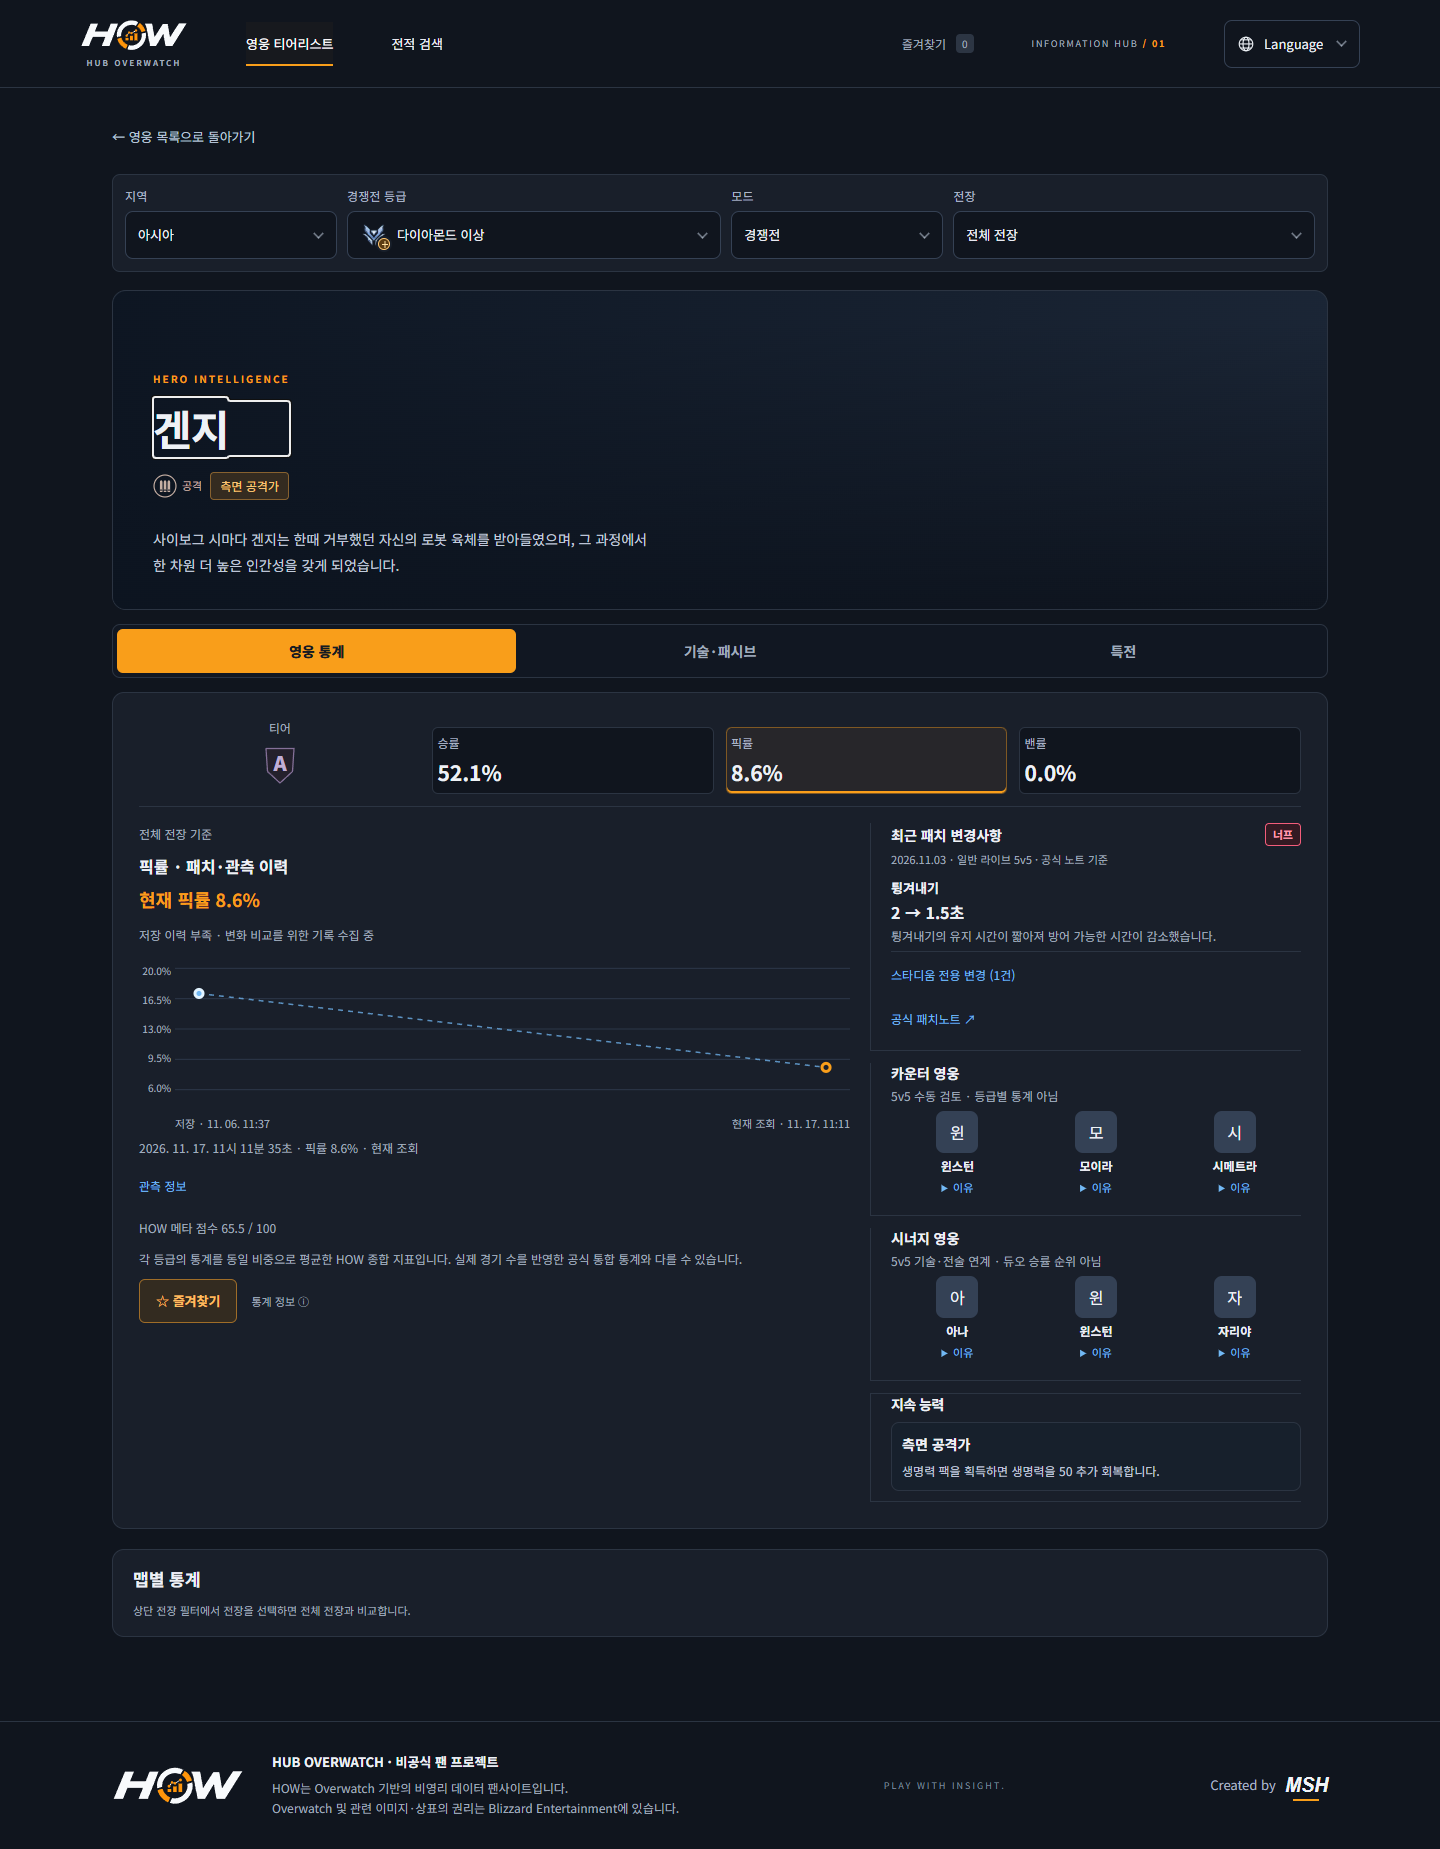 HOW
HUB OVERWATCH
영웅 티어리스트
전적 검색
즐겨찾기 0
INFORMATION HUB / 01
Language
← 영웅 목록으로 돌아가기
지역
경쟁전 등급
모드
전장
아시아
다이아몬드 이상
경쟁전
전체 전장
HERO INTELLIGENCE
겐지
공격
측면 공격가
사이보그 시마다 겐지는 한때 거부했던 자신의 로봇 육체를 받아들였으며, 그 과정에서
한 차원 더 높은 인간성을 갖게 되었습니다.
영웅 통계
기술·패시브
특전
티어
A
승률
52.1%
픽률
8.6%
밴률
0.0%
전체 전장 기준
픽률 · 패치·관측 이력
현재 픽률 8.6%
저장 이력 부족 · 변화 비교를 위한 기록 수집 중
20.0%
16.5%
13.0%
9.5%
6.0%
저장 · 11. 06. 11:37
현재 조회 · 11. 17. 11:11
2026. 11. 17. 11시 11분 35초 · 픽률 8.6% · 현재 조회
관측 정보
HOW 메타 점수 65.5 / 100
각 등급의 통계를 동일 비중으로 평균한 HOW 종합 지표입니다. 실제 경기 수를 반영한 공식 통합 통계와 다를 수 있습니다.
☆ 즐겨찾기
통계 정보 ⓘ
최근 패치 변경사항
너프
2026.11.03 · 일반 라이브 5v5 · 공식 노트 기준
튕겨내기
2 → 1.5초
튕겨내기의 유지 시간이 짧아져 방어 가능한 시간이 감소했습니다.
스타디움 전용 변경 (1건)
공식 패치노트 ↗
카운터 영웅
5v5 수동 검토 · 등급별 통계 아님
윈
모
시
윈스턴
모이라
시메트라
▶ 이유
▶ 이유
▶ 이유
시너지 영웅
5v5 기술·전술 연계 · 듀오 승률 순위 아님
아
윈
자
아나
윈스턴
자리야
▶ 이유
▶ 이유
▶ 이유
지속 능력
측면 공격가
생명력 팩을 획득하면 생명력을 50 추가 회복합니다.
맵별 통계
상단 전장 필터에서 전장을 선택하면 전체 전장과 비교합니다.
HOW
HUB OVERWATCH · 비공식 팬 프로젝트
HOW는 Overwatch 기반의 비영리 데이터 팬사이트입니다.
Overwatch 및 관련 이미지·상표의 권리는 Blizzard Entertainment에 있습니다.
PLAY WITH INSIGHT.
Created by MSH